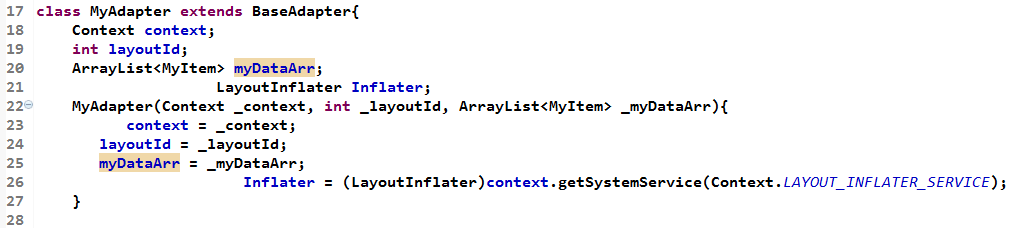 17 class MyAdapter extends BaseAdapter{
18 Context context;
19 int layoutId;
20 ArrayList<MyItem> myDataArr;
21 LayoutInflater Inflater;
22 MyAdapter(Context _context, int _layoutId, ArrayList<MyItem> _myDataArr){
23 context = _context;
24 layoutId = _layoutId;
25 myDataArr = _myDataArr;
26 Inflater = (LayoutInflater)context.getSystemService(Context.LAYOUT_INFLATER_SERVICE);
27 }
28